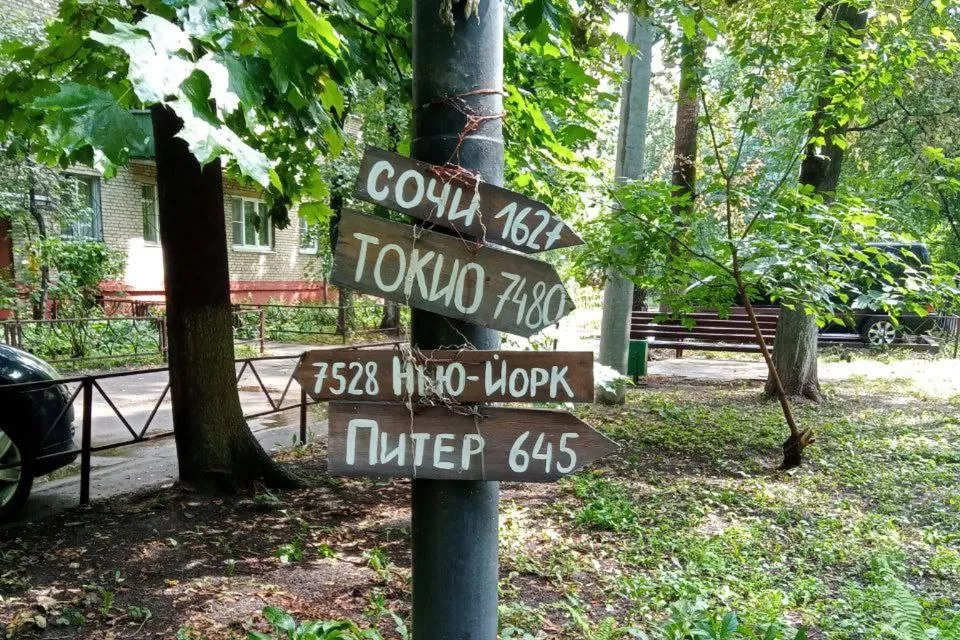 СОЧИ 1627
ТОКИО 7480
7528 НЬЮ-ЙОРК
ПИТЕР 645